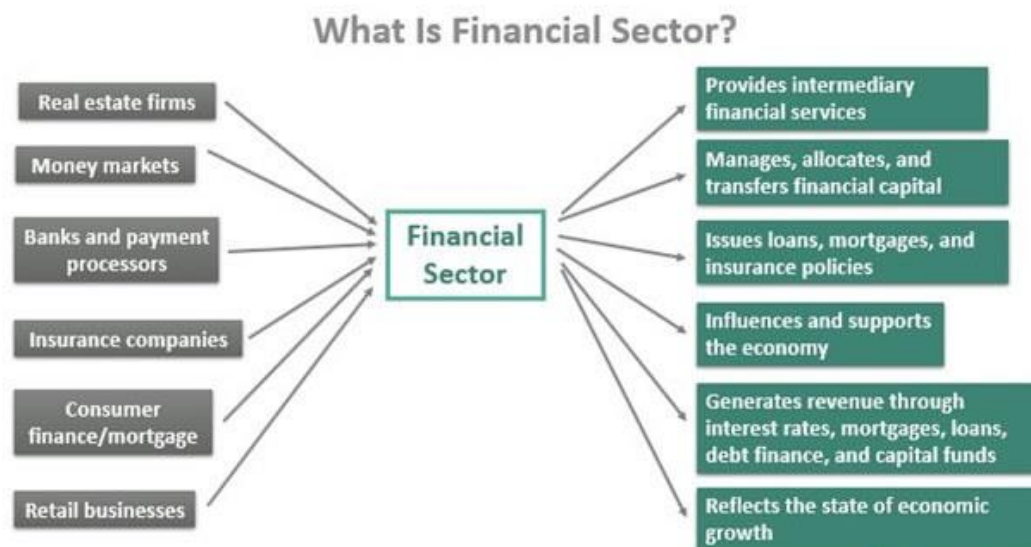 What Is Financial Sector?
Real estate firms
Money markets
Banks and payment
processors
Insurance companies
Consumer
finance/mortgage
Retail businesses
Financial
Sector
Provides intermediary
financial services
Manages, allocates, and
transfers financial capital
Issues loans, mortgages, and
insurance policies
Influences and supports
the economy
Generates revenue through
interest rates, mortgages, loans,
debt finance, and capital funds
Reflects the state of economic
growth